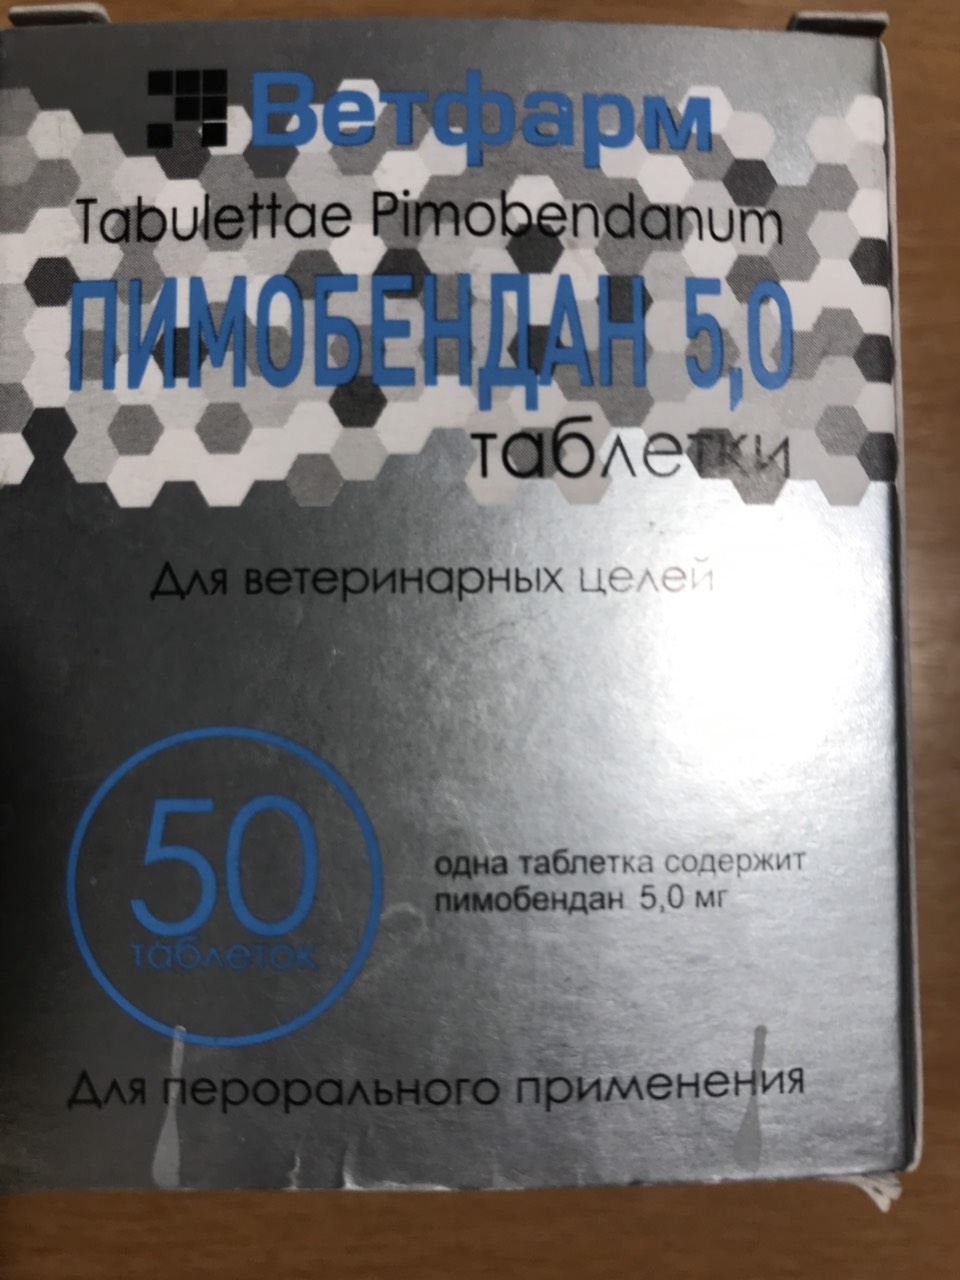 Ветфарм
Tabulettae Pimobendanum
ПИМОБЕНДАН 5,0
таблетки
Для ветеринарных целей
50
таблеток
одна таблетка содержит
пимобендан 5,0 мг
Для перорального применения